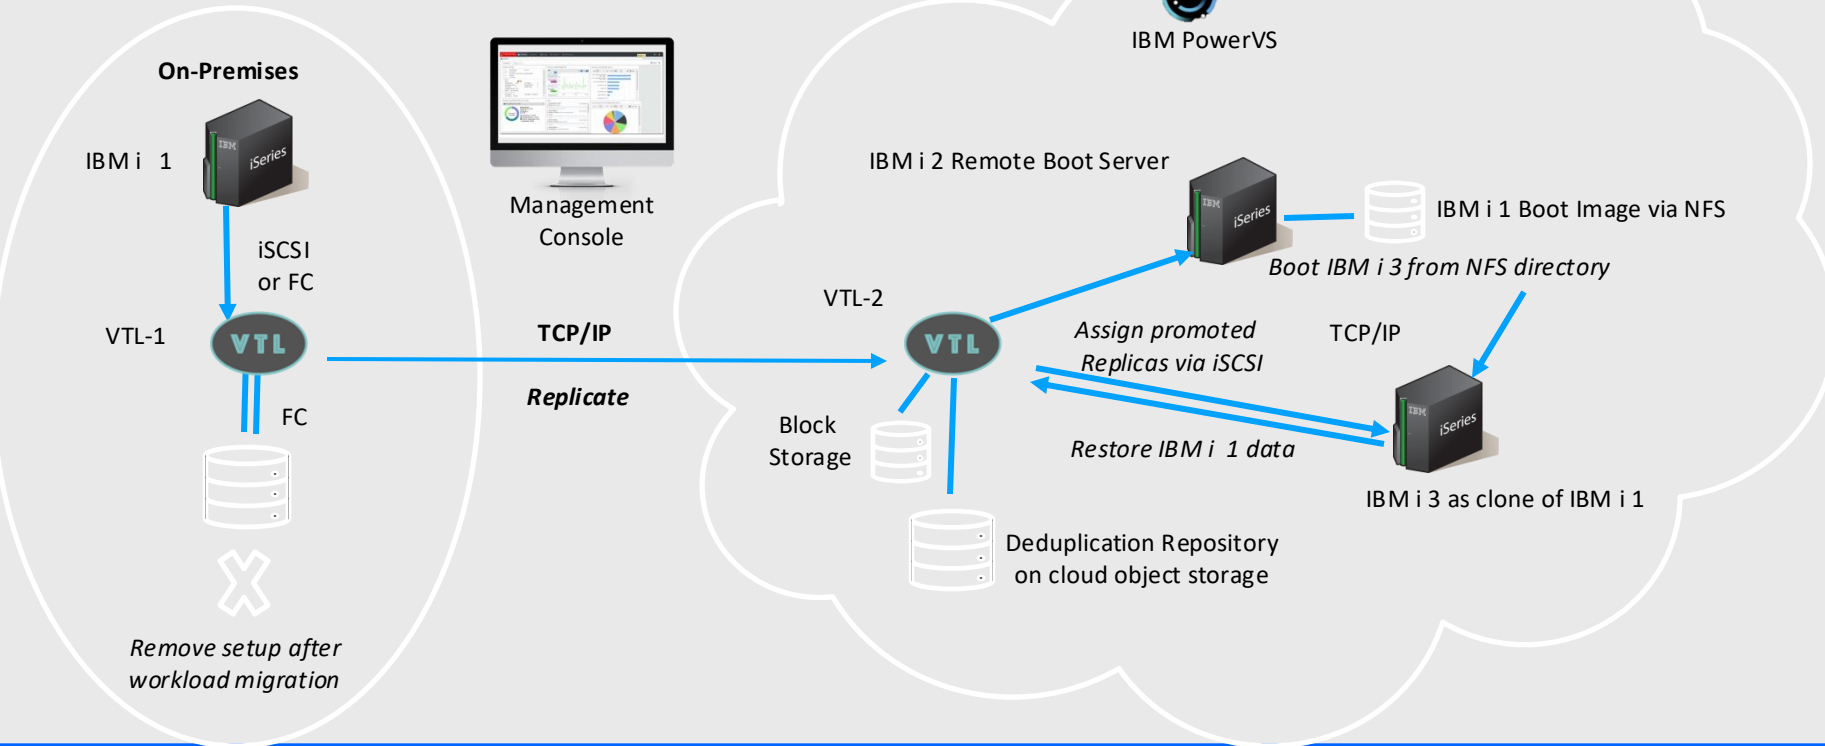 IBM PowerVS
On-Premises
IBM i 1
IBM
iSeries
iSCSI
or FC
VTL-1
VTL
FC
Remove setup after
workload migration
Management
Console
TCP/IP
Replicate
IBM i 2 Remote Boot Server
IBM
iSeries
IBM i 1 Boot Image via NFS
Boot IBM i 3 from NFS directory
VTL-2
VTL
Assign promoted
Replicas via iSCSI
TCP/IP
Block
Storage
Restore IBM i 1 data
IBM
iSeries
IBM i 3 as clone of IBM i 1
Deduplication Repository
on cloud object storage